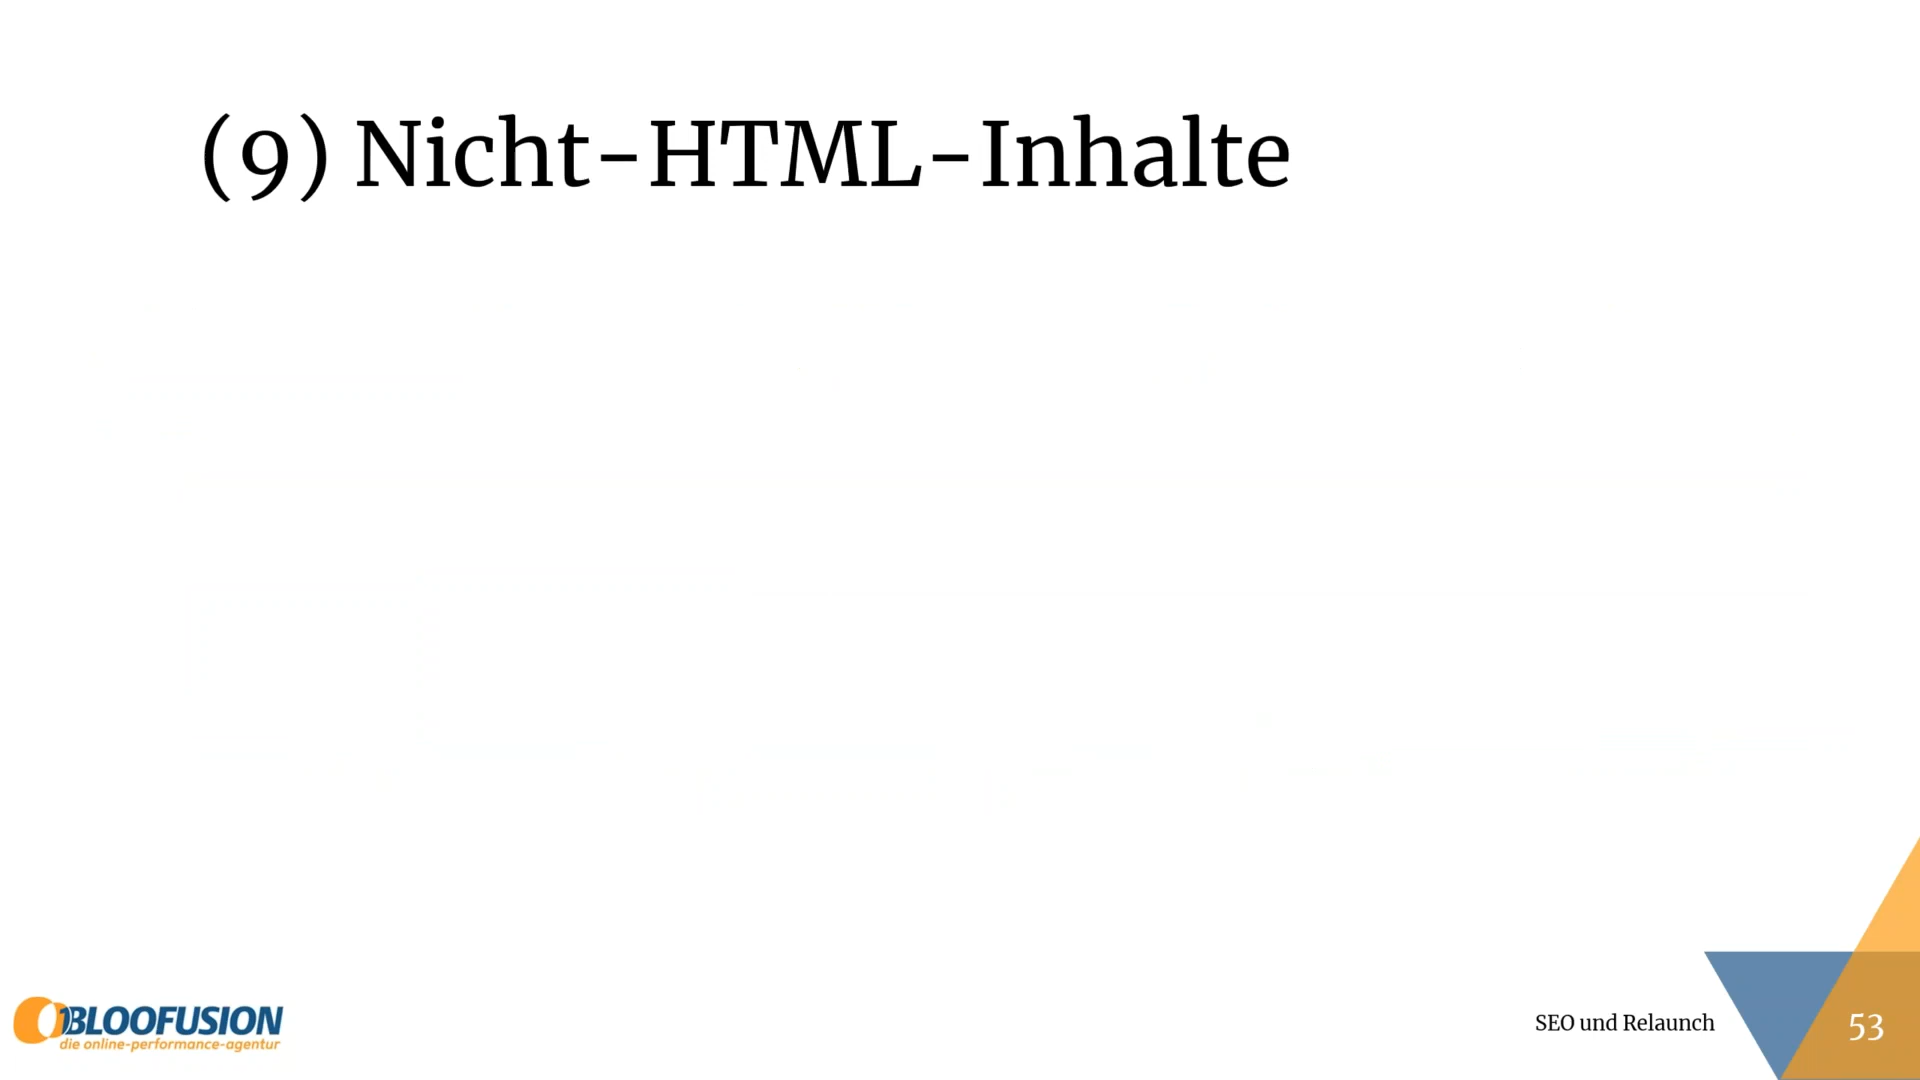 (9) Nicht-HTML-Inhalte
BLOOFUSION
die online-performance-agentur
SEO und Relaunch
53